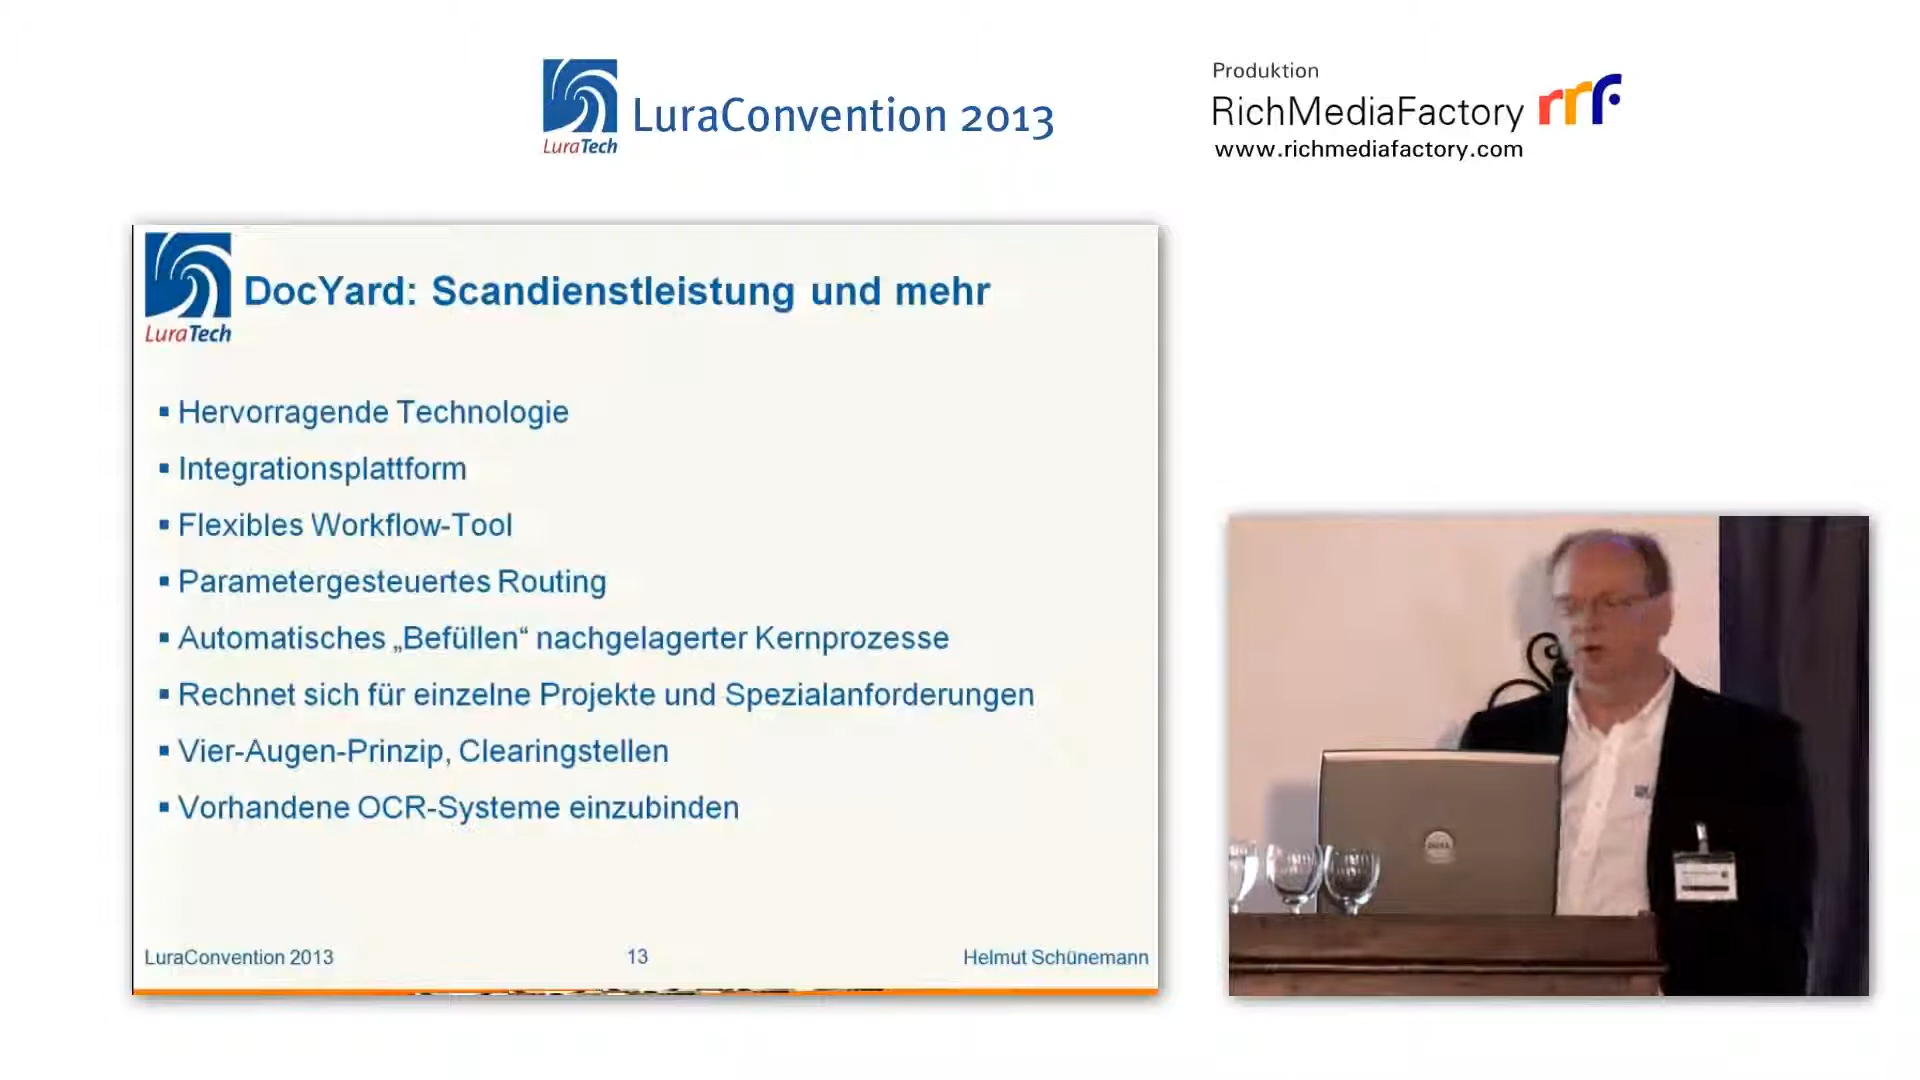 LuraTech
LuraConvention 2013
Produktion
RichMediaFactory rmf
www.richmediafactory.com
LuraTech
DocYard: Scandienstleistung und mehr
▪ Hervorragende Technologie
▪ Integrationsplattform
▪ Flexibles Workflow-Tool
▪ Parametergesteuertes Routing
▪ Automatisches „Befüllen“ nachgelagerter Kernprozesse
▪ Rechnet sich für einzelne Projekte und Spezialanforderungen
▪ Vier-Augen-Prinzip, Clearingstellen
▪ Vorhandene OCR-Systeme einzubinden
LuraConvention 2013
13
Helmut Schünemann
DELL